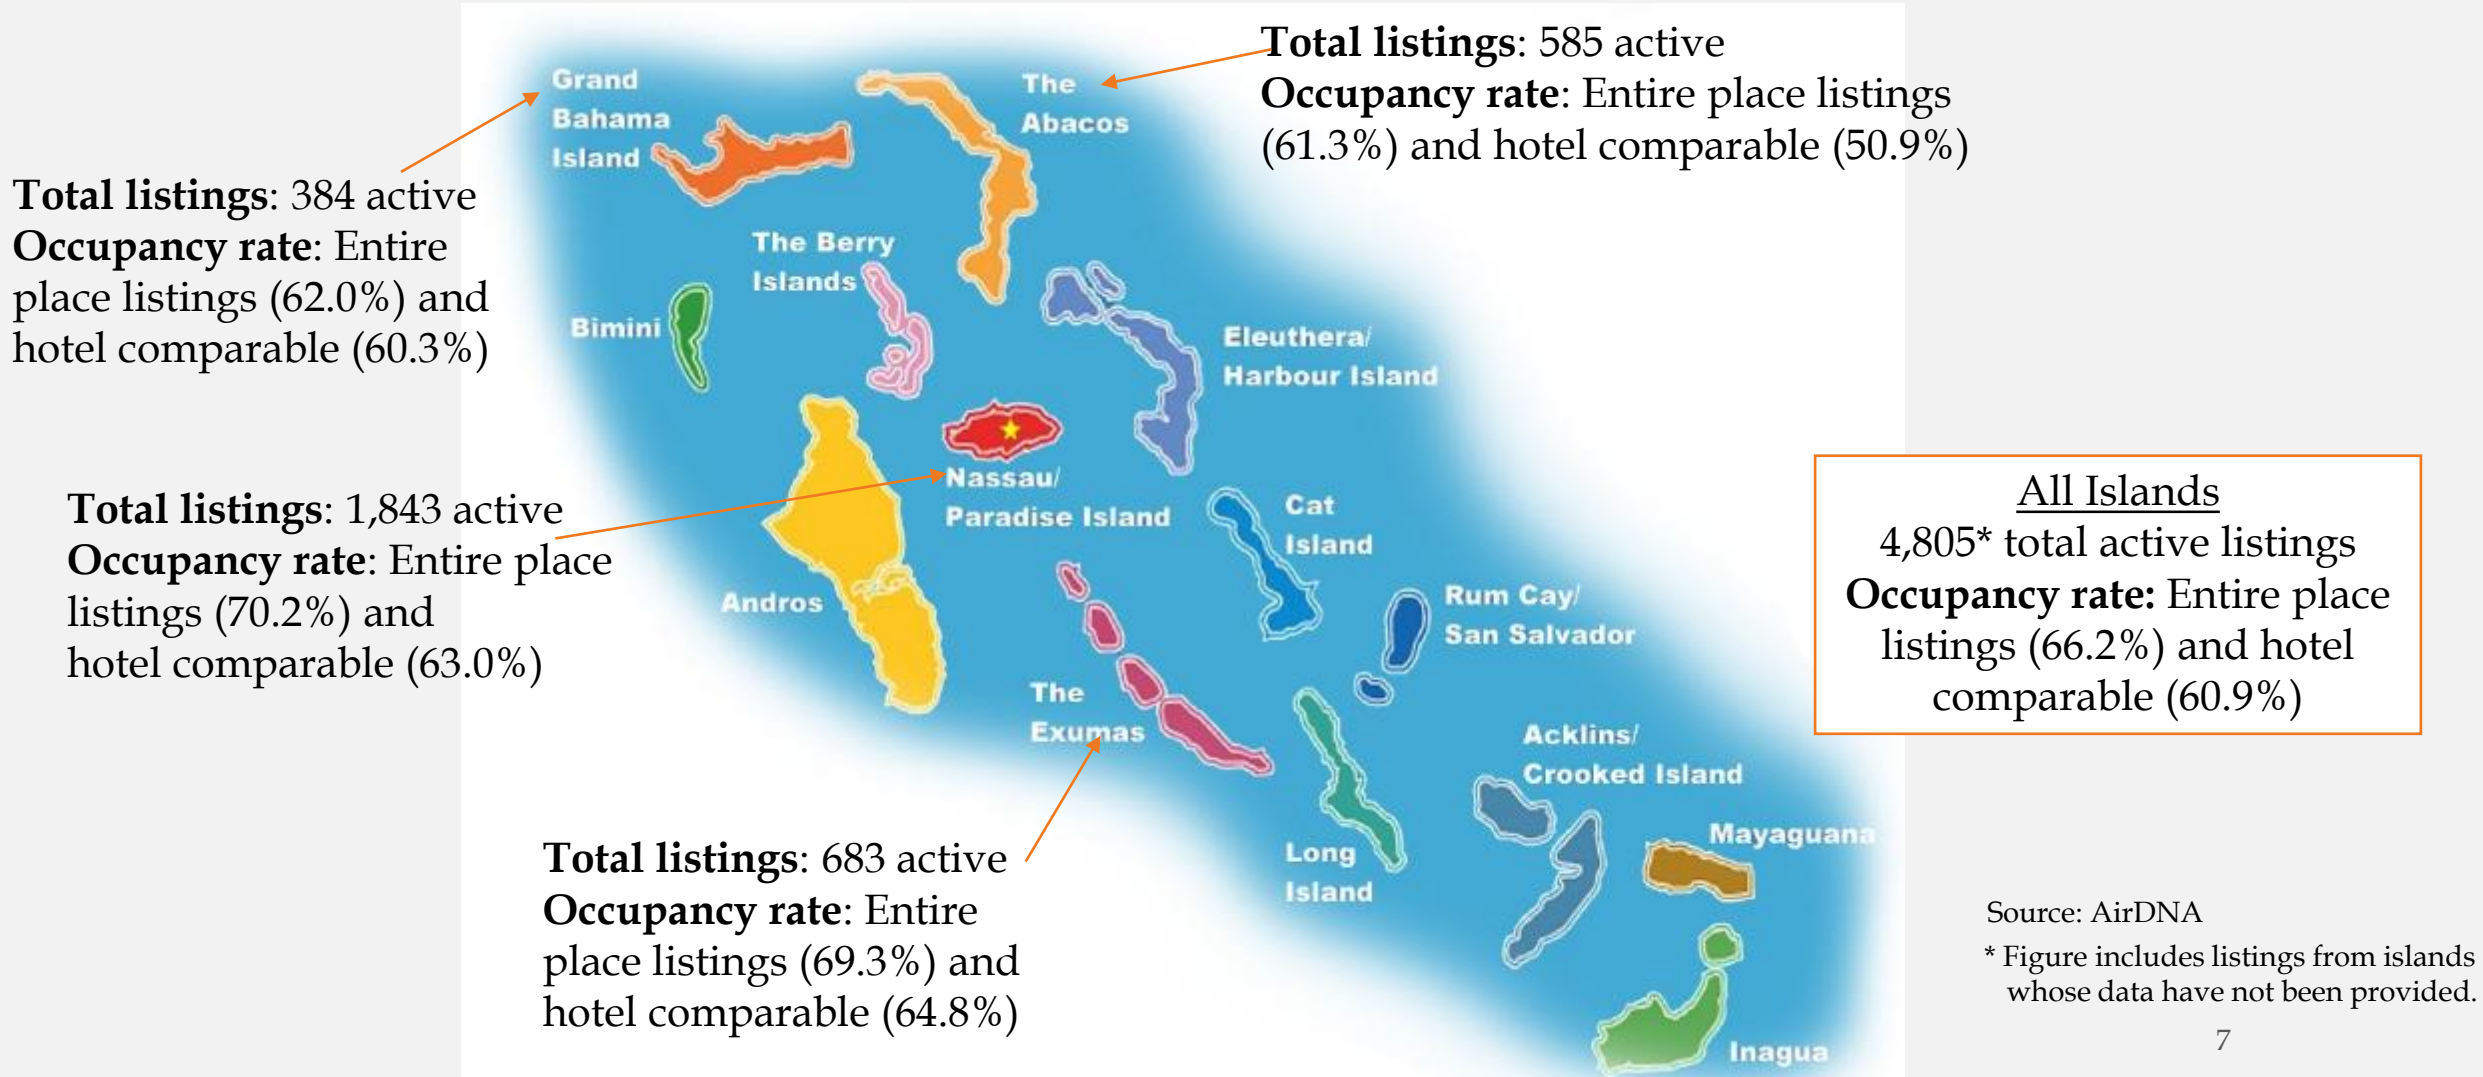 Total listings: 585 active
Occupancy rate: Entire place listings
(61.3%) and hotel comparable (50.9%)
Grand
Bahama
Island
The
Abacos
Total listings: 384 active
Occupancy rate: Entire
place listings (62.0%) and
hotel comparable (60.3%)
The Berry
Islands
Bimini
Eleuthera/
Harbour Island
Total listings: 1,843 active
Occupancy rate: Entire place
listings (70.2%) and
hotel comparable (63.0%)
Nassau/
Paradise Island
Cat
Island
Andros
Rum Cay/
San Salvador
All Islands
4,805* total active listings
Occupancy rate: Entire place
listings (66.2%) and hotel
comparable (60.9%)
The
Exumas
Acklins/
Crooked Island
Mayaguana
Long
Island
Total listings: 683 active
Occupancy rate: Entire
place listings (69.3%) and
hotel comparable (64.8%)
Inagua
Source: AirDNA
* Figure includes listings from islands
whose data have not been provided.
7